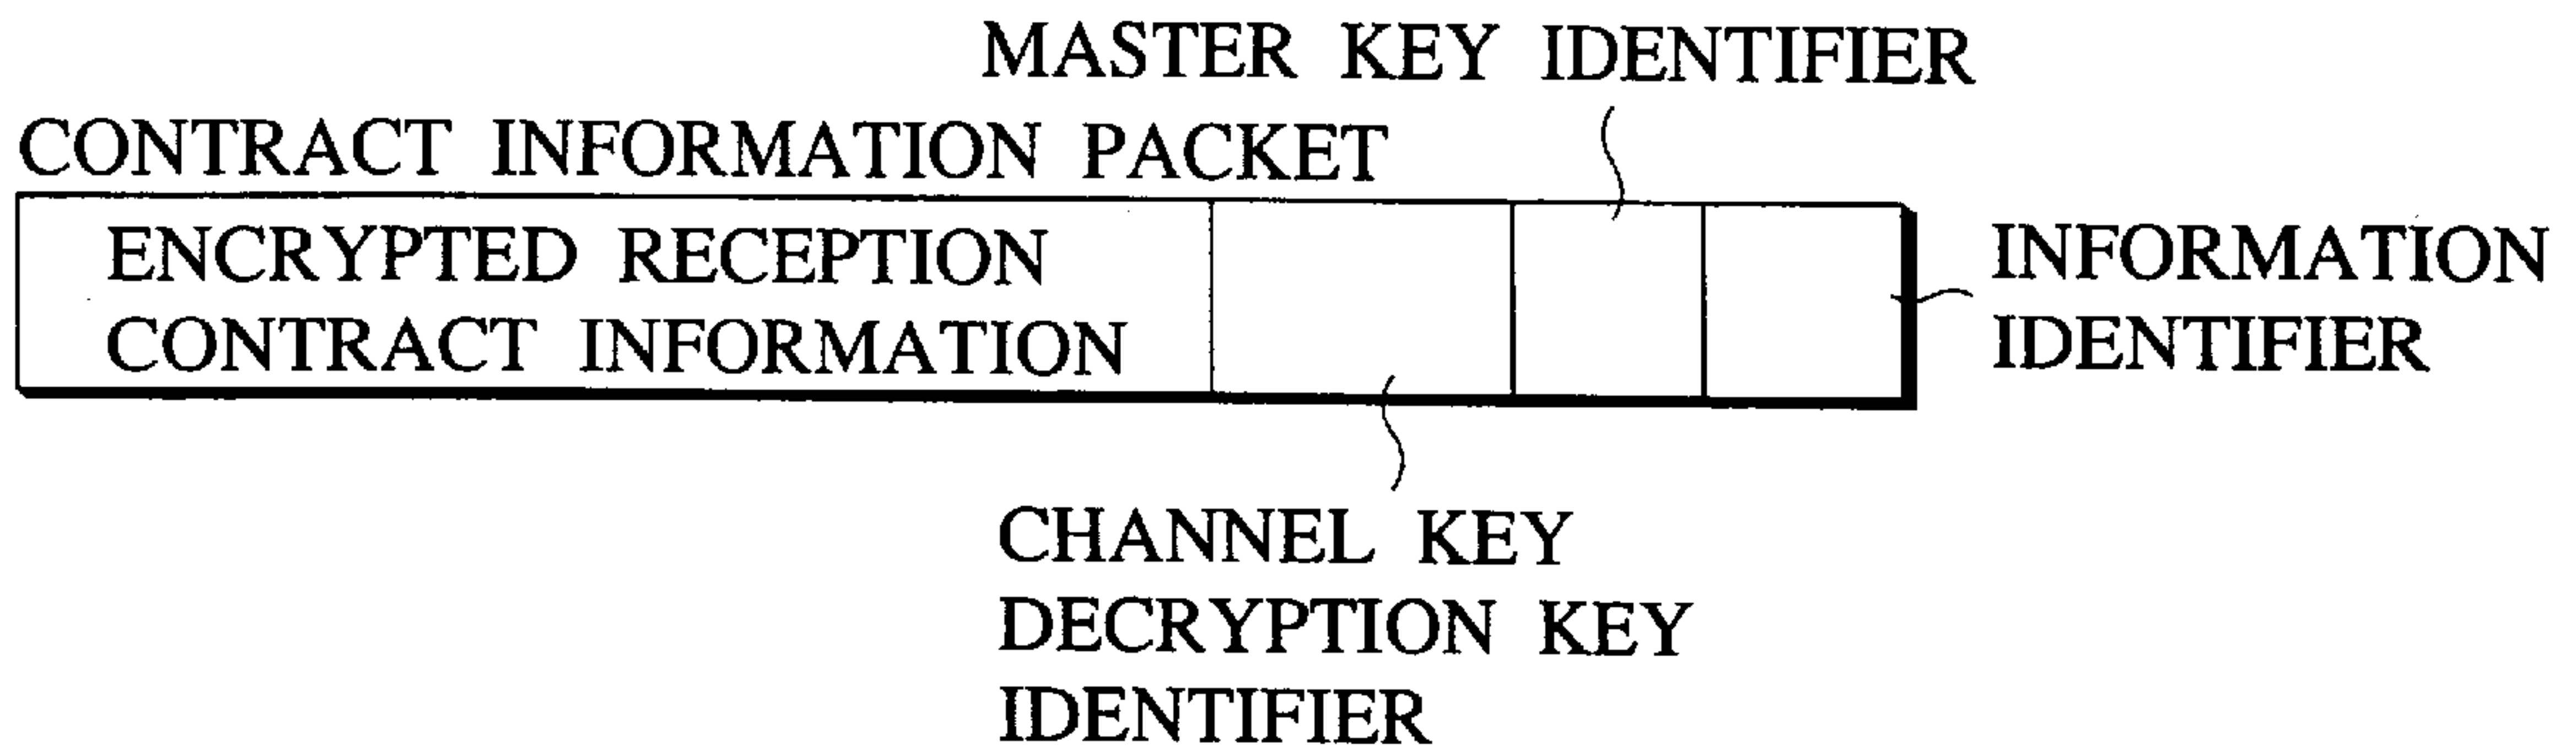 MASTER KEY IDENTIFIER
CONTRACT INFORMATION PACKET
ENCRYPTED RECEPTION
CONTRACT INFORMATION
INFORMATION
IDENTIFIER
CHANNEL KEY
DECRYPTION KEY
IDENTIFIER